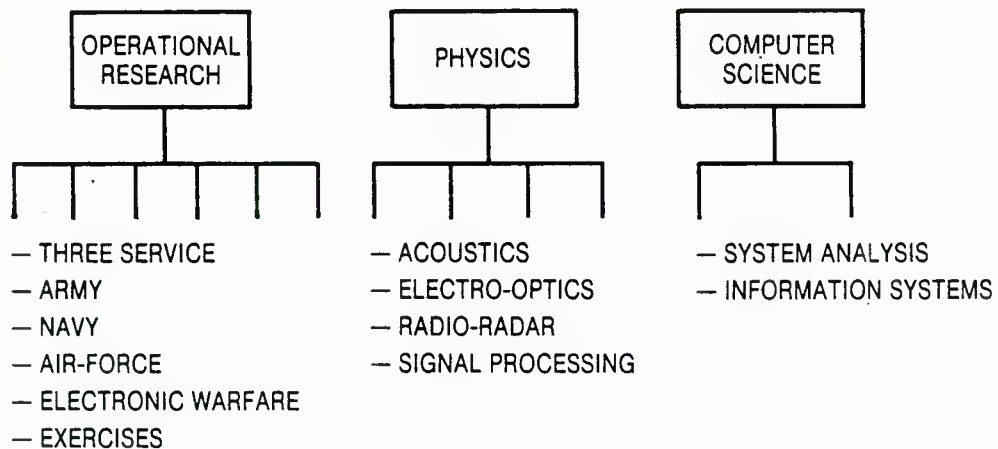 OPERATIONAL
RESEARCH
— THREE SERVICE
— ARMY
— NAVY
— AIR-FORCE
— ELECTRONIC WARFARE
— EXERCISES
PHYSICS
— ACOUSTICS
— ELECTRO-OPTICS
— RADIO-RADAR
— SIGNAL PROCESSING
COMPUTER
SCIENCE
— SYSTEM ANALYSIS
— INFORMATION SYSTEMS